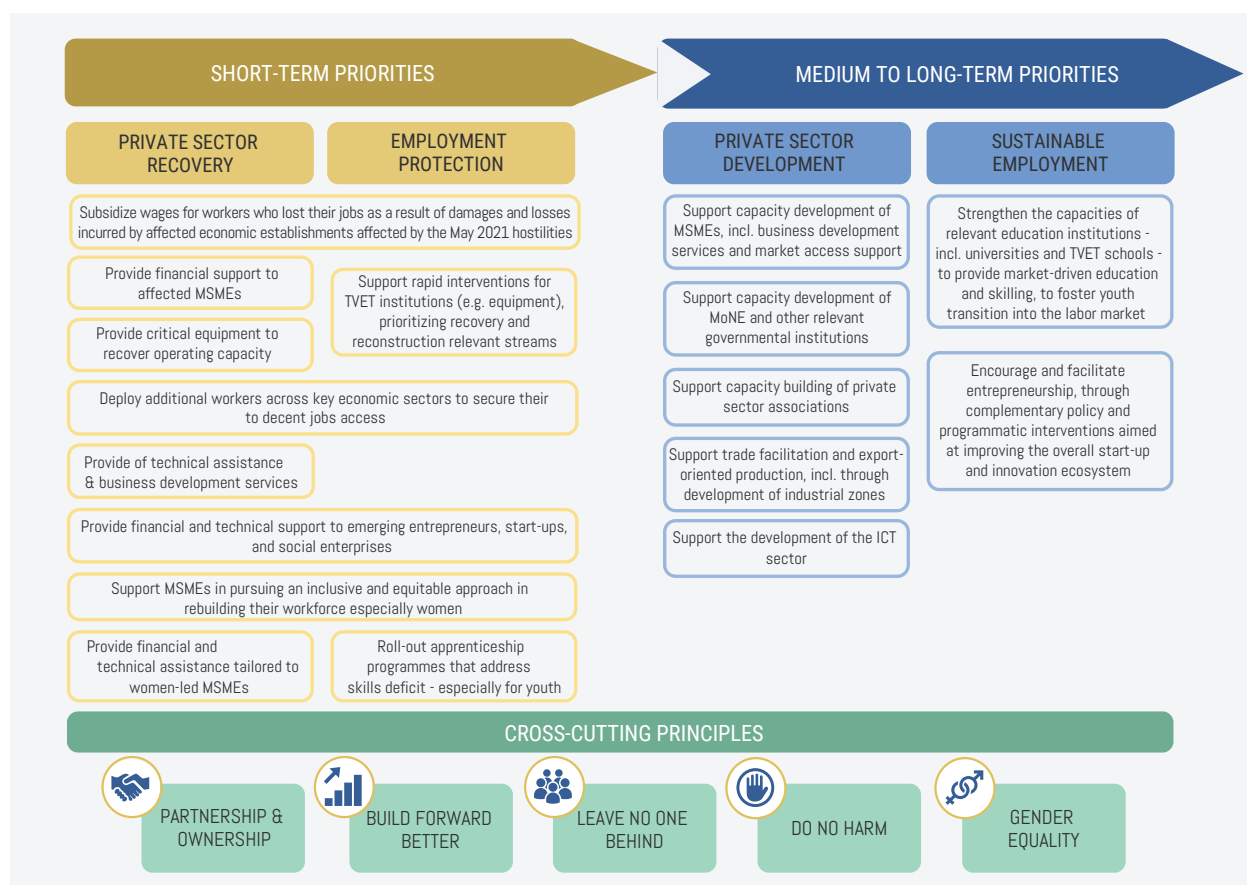 SHORT-TERM PRIORITIES
MEDIUM TO LONG-TERM PRIORITIES
PRIVATE SECTOR
RECOVERY
EMPLOYMENT
PROTECTION
Subsidize wages for workers who lost their jobs as a result of damages and losses
incurred by affected economic establishments affected by the May 2021 hostilities
Provide financial support to
affected MSMEs
Support rapid interventions for
TVET institutions (e.g. equipment),
prioritizing recovery and
reconstruction relevant streams
Provide critical equipment to
recover operating capacity
Deploy additional workers across key economic sectors to secure their
to decent jobs access
Provide of technical assistance
& business development services
Provide financial and technical support to emerging entrepreneurs, start-ups,
and social enterprises
Support MSMEs in pursuing an inclusive and equitable approach in
rebuilding their workforce especially women
Provide financial and
technical assistance tailored to
women-led MSMEs
Roll-out apprenticeship
programmes that address
skills deficit - especially for youth
PRIVATE SECTOR
DEVELOPMENT
SUSTAINABLE
EMPLOYMENT
Support capacity development of
MSMEs, incl. business development
services and market access support
Support capacity development of
MoNE and other relevant
governmental institutions
Support capacity building of private
sector associations
Support trade facilitation and export-
oriented production, incl. through
development of industrial zones
Support the development of the ICT
sector
Strengthen the capacities of
relevant education institutions -
incl. universities and TVET schools -
to provide market-driven education
and skilling, to foster youth
transition into the labor market
Encourage and facilitate
entrepreneurship, through
complementary policy and
programmatic interventions aimed
at improving the overall start-up
and innovation ecosystem
CROSS-CUTTING PRINCIPLES
PARTNERSHIP &
OWNERSHIP
BUILD FORWARD
BETTER
LEAVE NO ONE
BEHIND
DO NO HARM
GENDER
EQUALITY